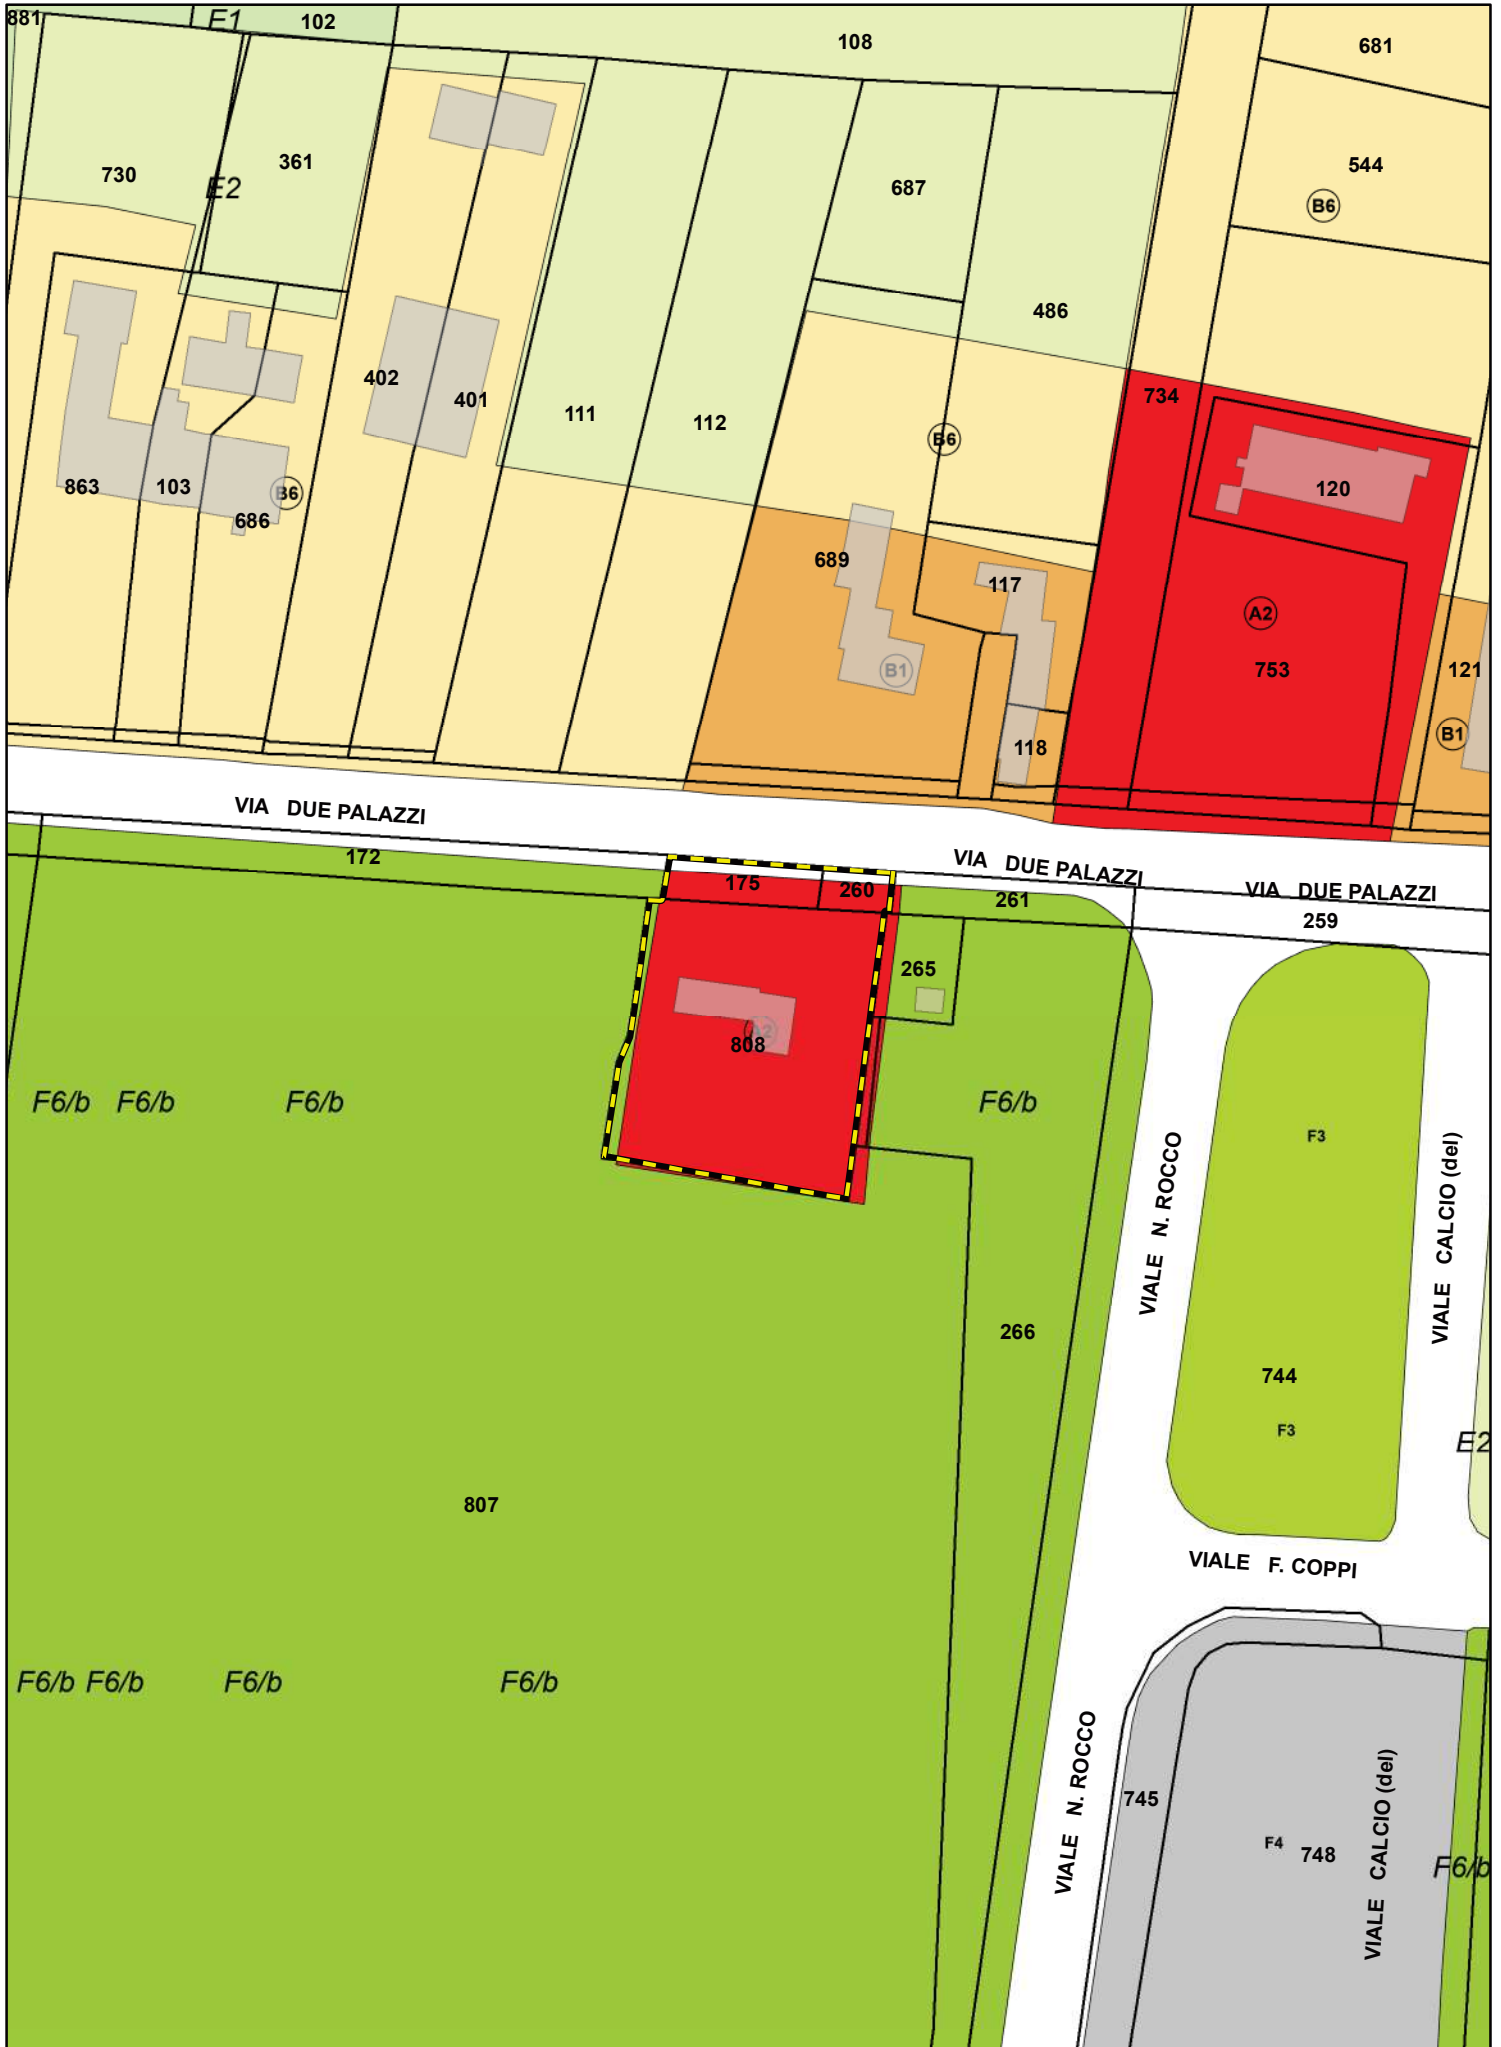 881
E1
102
108
681
730
361
E2
687
544
B6
486
402
401
111
112
734
B6
863
103
B6
686
120
689
117
A2
753
121
B1
118
B1
VIA DUE PALAZZI
172
VIA DUE PALAZZI
VIA DUE PALAZZI
175
260
261
259
265
A2
808
F6/b
F6/b
F6/b
F6/b
F3
VIALE N. ROCCO
VIALE CALCIO (del)
266
744
F3
E2
807
VIALE F. COPPI
F6/b
F6/b
F6/b
F6/b
VIALE N. ROCCO
745
F4
748
VIALE CALCIO (del)
F6/b